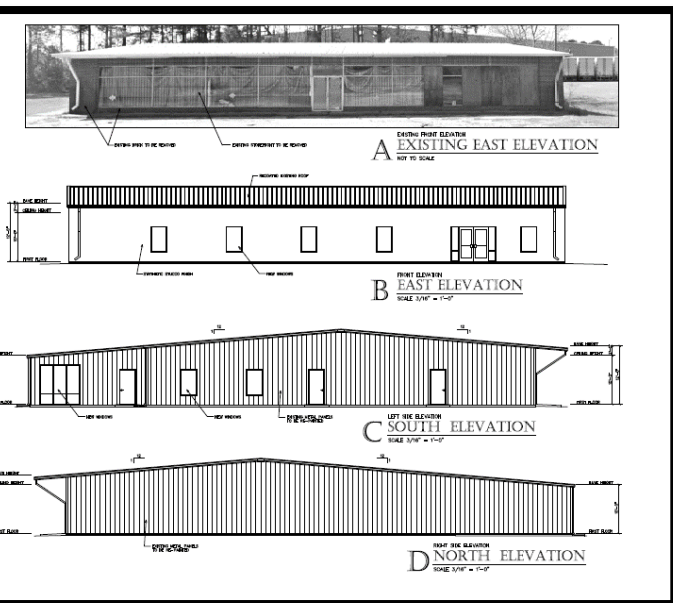 EXISTING BRICK TO BE REMOVED
EXISTING STOREFRONT TO BE REMOVED
EXISTING FRONT ELEVATION
A EXISTING EAST ELEVATION
NOT TO SCALE
EXISTING ROOF
EAVE HEIGHT
CEILING HEIGHT
FIRST FLOOR
SYNTHETIC STUCCO FINISH
NEW WINDOWS
FRONT ELEVATION
B EAST ELEVATION
SCALE 3/16" = 1'-0"
12
12
EAVE HEIGHT
CEILING HEIGHT
FIRST FLOOR
NEW WINDOWS
NEW WINDOWS
EXISTING METAL PANELS
TO BE RE-PAINTED
LEFT SIDE ELEVATION
C SOUTH ELEVATION
SCALE 3/16" = 1'-0"
12
12
EAVE HEIGHT
FIRST FLOOR
EXISTING METAL PANELS
TO BE RE-PAINTED
RIGHT SIDE ELEVATION
D NORTH ELEVATION
SCALE 3/16" = 1'-0"